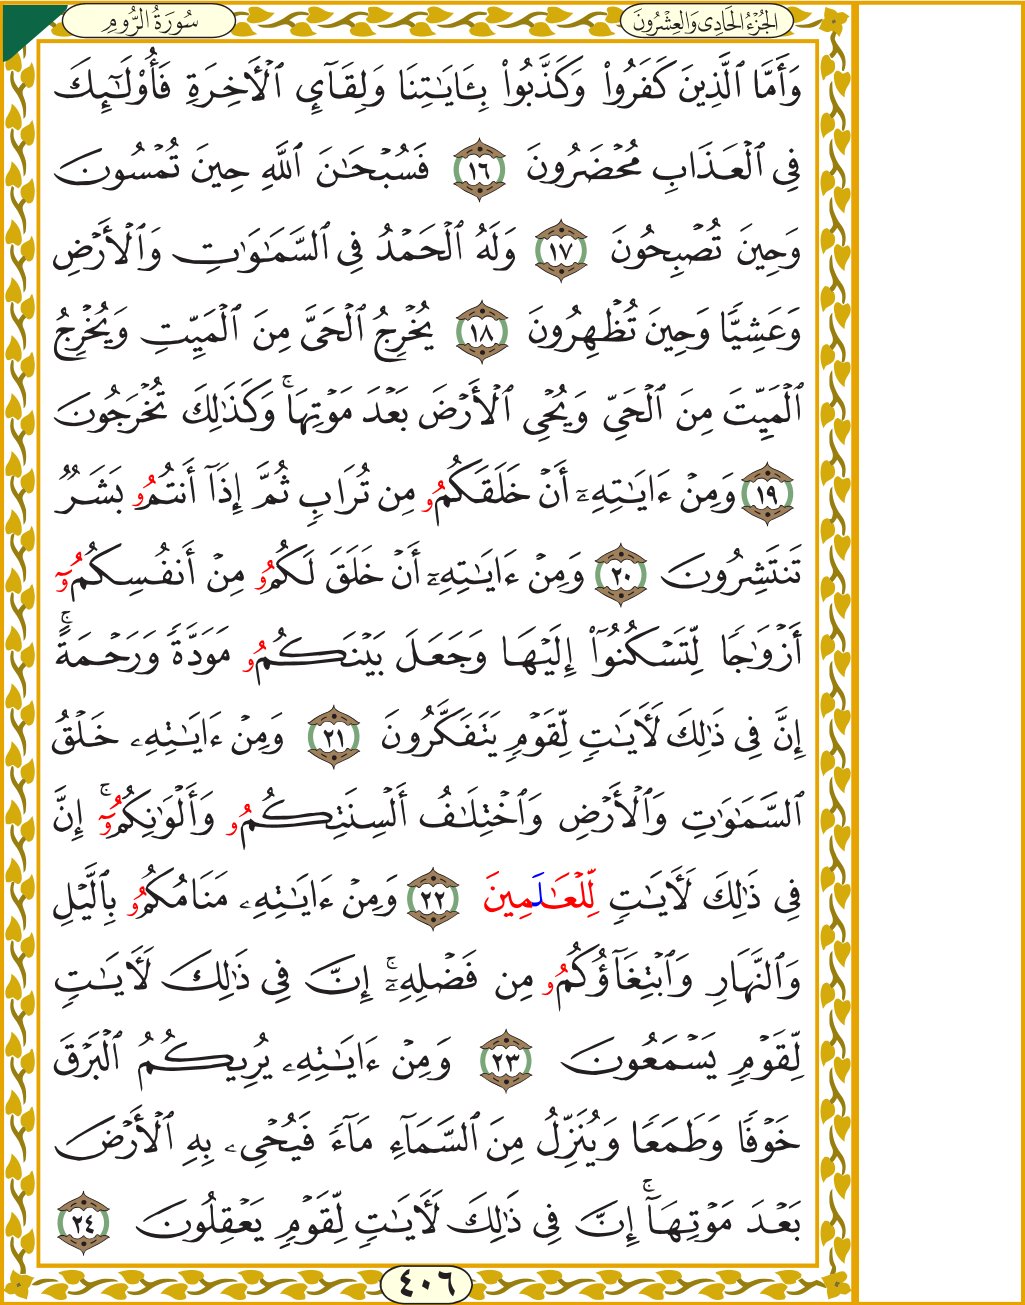 سُورَةُ الرُّومِ
الجُزْءُ الحَادِى وَالعِشْرُونَ
وَأَمَّا ٱلَّذِينَ كَفَرُوا۟ وَكَذَّبُوا۟ بِـَٔايَـٰتِنَا وَلِقَآئِ ٱلۡأَخِرَةِ فَأُو۟لَـٰٓئِكَ
فِى ٱلۡعَذَابِ مُحۡضَرُونَ ١٦ فَسُبۡحَـٰنَ ٱللَّهِ حِينَ تُمۡسُونَ
وَحِينَ تُصۡبِحُونَ ١٧ وَلَهُ ٱلۡحَمۡدُ فِى ٱلسَّمَـٰوَٰتِ وَٱلۡأَرۡضِ
وَعَشِيًّا وَحِينَ تُظۡهِرُونَ ١٨ يُخۡرِجُ ٱلۡحَىَّ مِنَ ٱلۡمَيِّتِ وَيُخۡرِجُ
ٱلۡمَيِّتَ مِنَ ٱلۡحَىِّ وَيُحۡىِ ٱلۡأَرۡضَ بَعۡدَ مَوۡتِهَاۚ وَكَذَٰلِكَ تُخۡرَجُونَ
١٩ وَمِنۡ ءَايَـٰتِهِۦٓ أَنۡ خَلَقَكُمُو مِن تُرَابٍ ثُمَّ إِذَآ أَنتُمُو بَشَرٌ
تَنتَشِرُونَ ٢٠ وَمِنۡ ءَايَـٰتِهِۦٓ أَنۡ خَلَقَ لَكُمُو مِنۡ أَنفُسِكُمُوٓ
أَزۡوَٰجًا لِّتَسۡكُنُوٓا۟ إِلَيۡهَا وَجَعَلَ بَيۡنَكُمُو مَوَدَّةً وَرَحۡمَةًۚ
إِنَّ فِى ذَٰلِكَ لَأَيَـٰتٍ لِّقَوۡمٍ يَتَفَكَّرُونَ ٢١ وَمِنۡ ءَايَـٰتِهِۦ خَلۡقُ
ٱلسَّمَـٰوَٰتِ وَٱلۡأَرۡضِ وَٱخۡتِلَـٰفُ أَلۡسِنَتِكُمُو وَأَلۡوَٰنِكُمُوٓۚ إِنَّ
فِى ذَٰلِكَ لَأَيَـٰتٍ لِّلۡعَـٰلَمِينَ ٢٢ وَمِنۡ ءَايَـٰتِهِۦ مَنَامُكُمُو بِٱلَّيۡلِ
وَٱلنَّهَارِ وَٱبۡتِغَآؤُكُمُو مِن فَضۡلِهِۦٓۚ إِنَّ فِى ذَٰلِكَ لَأَيَـٰتٍ
لِّقَوۡمٍ يَسۡمَعُونَ ٢٣ وَمِنۡ ءَايَـٰتِهِۦ يُرِيكُمُ ٱلۡبَرۡقَ
خَوۡفًا وَطَمَعًا وَيُنَزِّلُ مِنَ ٱلسَّمَآءِ مَآءً فَيُحۡىِۦ بِهِ ٱلۡأَرۡضَ
بَعۡدَ مَوۡتِهَآۚ إِنَّ فِى ذَٰلِكَ لَأَيَـٰتٍ لِّقَوۡمٍ يَعۡقِلُونَ ٢٤
٤٠٦